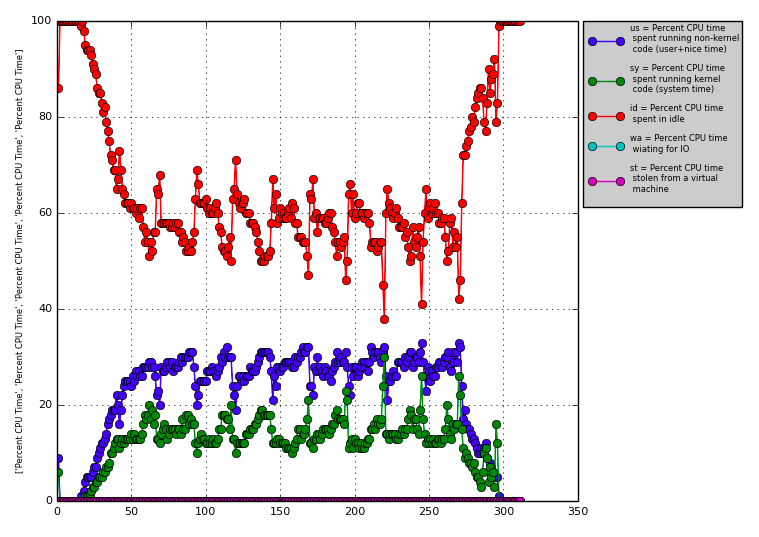 ['Percent CPU Time', 'Percent CPU Time', 'Percent CPU Time', 'Percent CPU Time', 'Percent CPU Time']
100
80
60
40
20
0
0
50
100
150
200
250
300
350
us = Percent CPU time
spent running non-kernel
code (user+nice time)
sy = Percent CPU time
spent running kernel
code (system time)
id = Percent CPU time
spent in idle
wa = Percent CPU time
wiating for IO
st = Percent CPU time
stolen from a virtual
machine